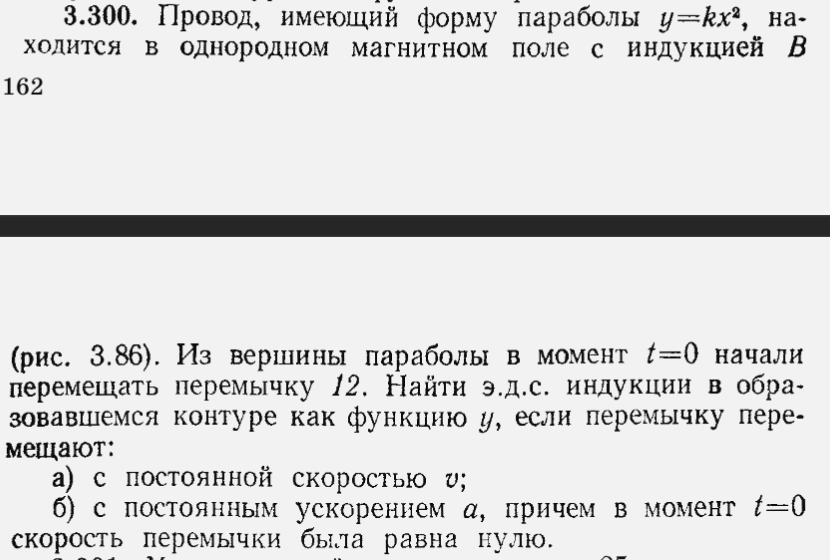 3.300. Провод, имеющий форму параболы y=kx², на-
ходится в однородном магнитном поле с индукцией B
162
(рис. 3.86). Из вершины параболы в момент t=0 начали
перемещать перемычку 12. Найти э.д.с. индукции в обра-
зовавшемся контуре как функцию y, если перемычку пере-
мещают:
а) с постоянной скоростью v;
б) с постоянным ускорением a, причем в момент t=0
скорость перемычки была равна нулю.